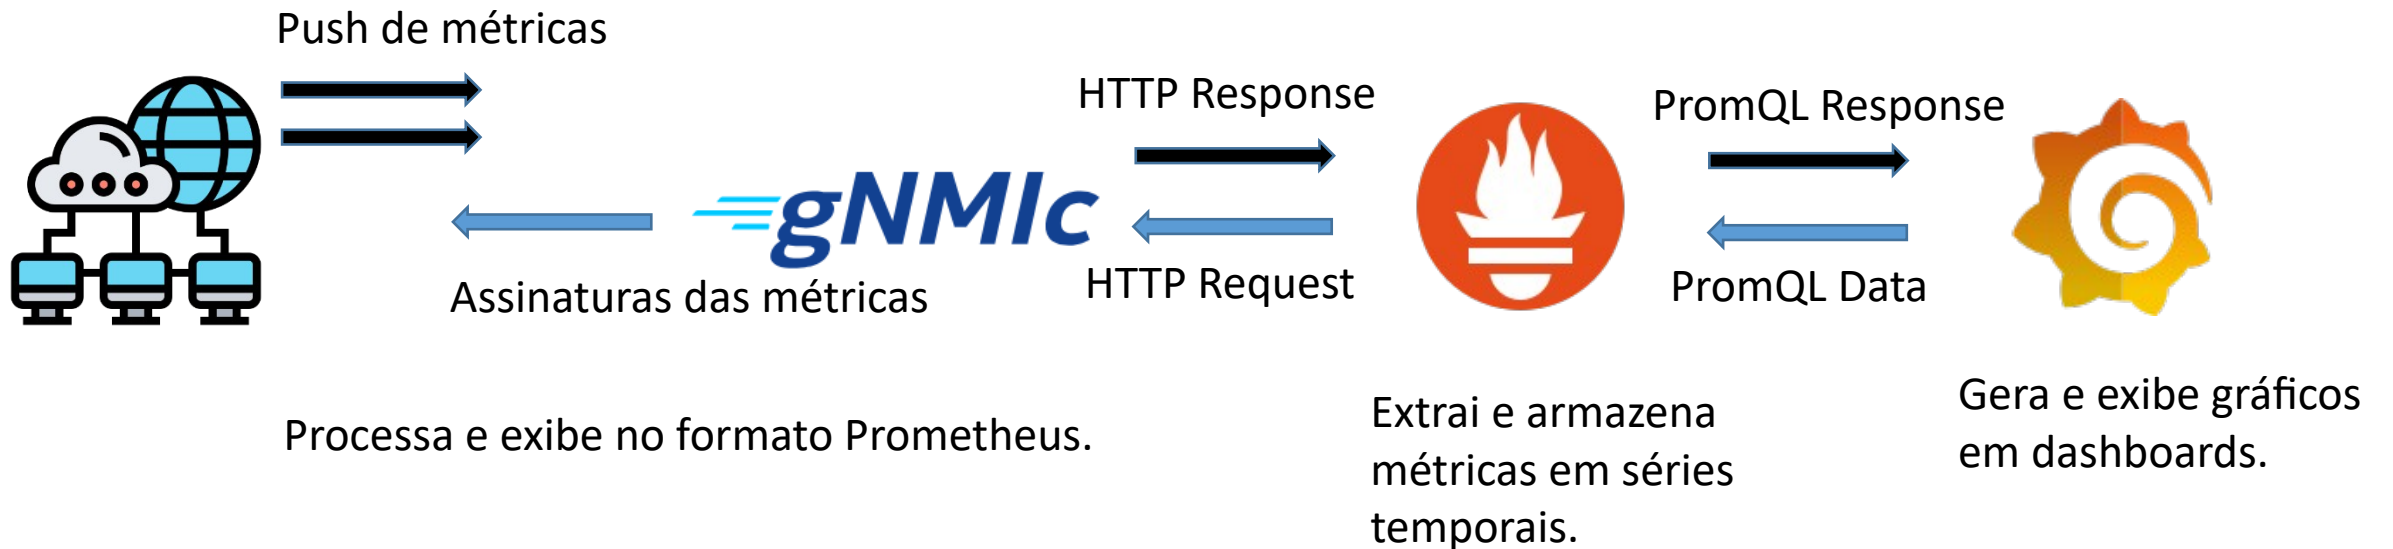 Push de métricas
HTTP Response
PromQL Response
gNMIc
Assinaturas das métricas
HTTP Request
PromQL Data
Processa e exibe no formato Prometheus.
Extrai e armazena
métricas em séries
temporais.
Gera e exibe gráficos
em dashboards.